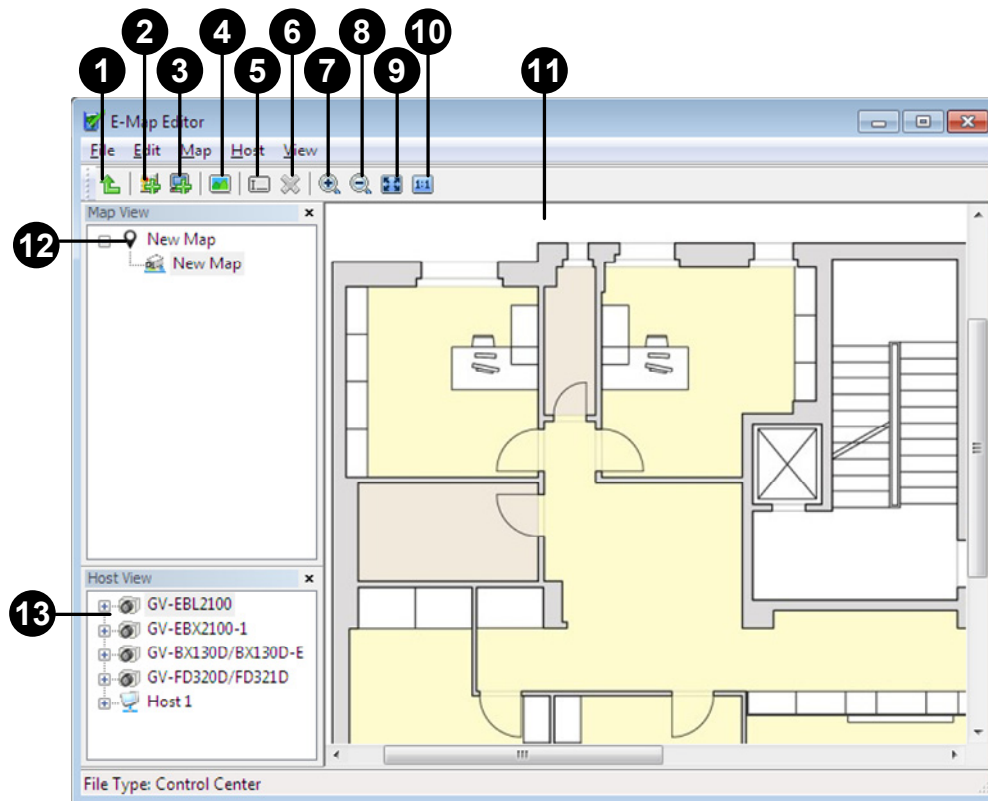 2 4 6 8 10
1 3 5 7 9 11
E-Map Editor
File Edit Map Host View
1:1
Map View
12
New Map
New Map
Host View
13
GV-EBL2100
GV-EBX2100-1
GV-BX130D/BX130D-E
GV-FD320D/FD321D
Host 1
File Type: Control Center